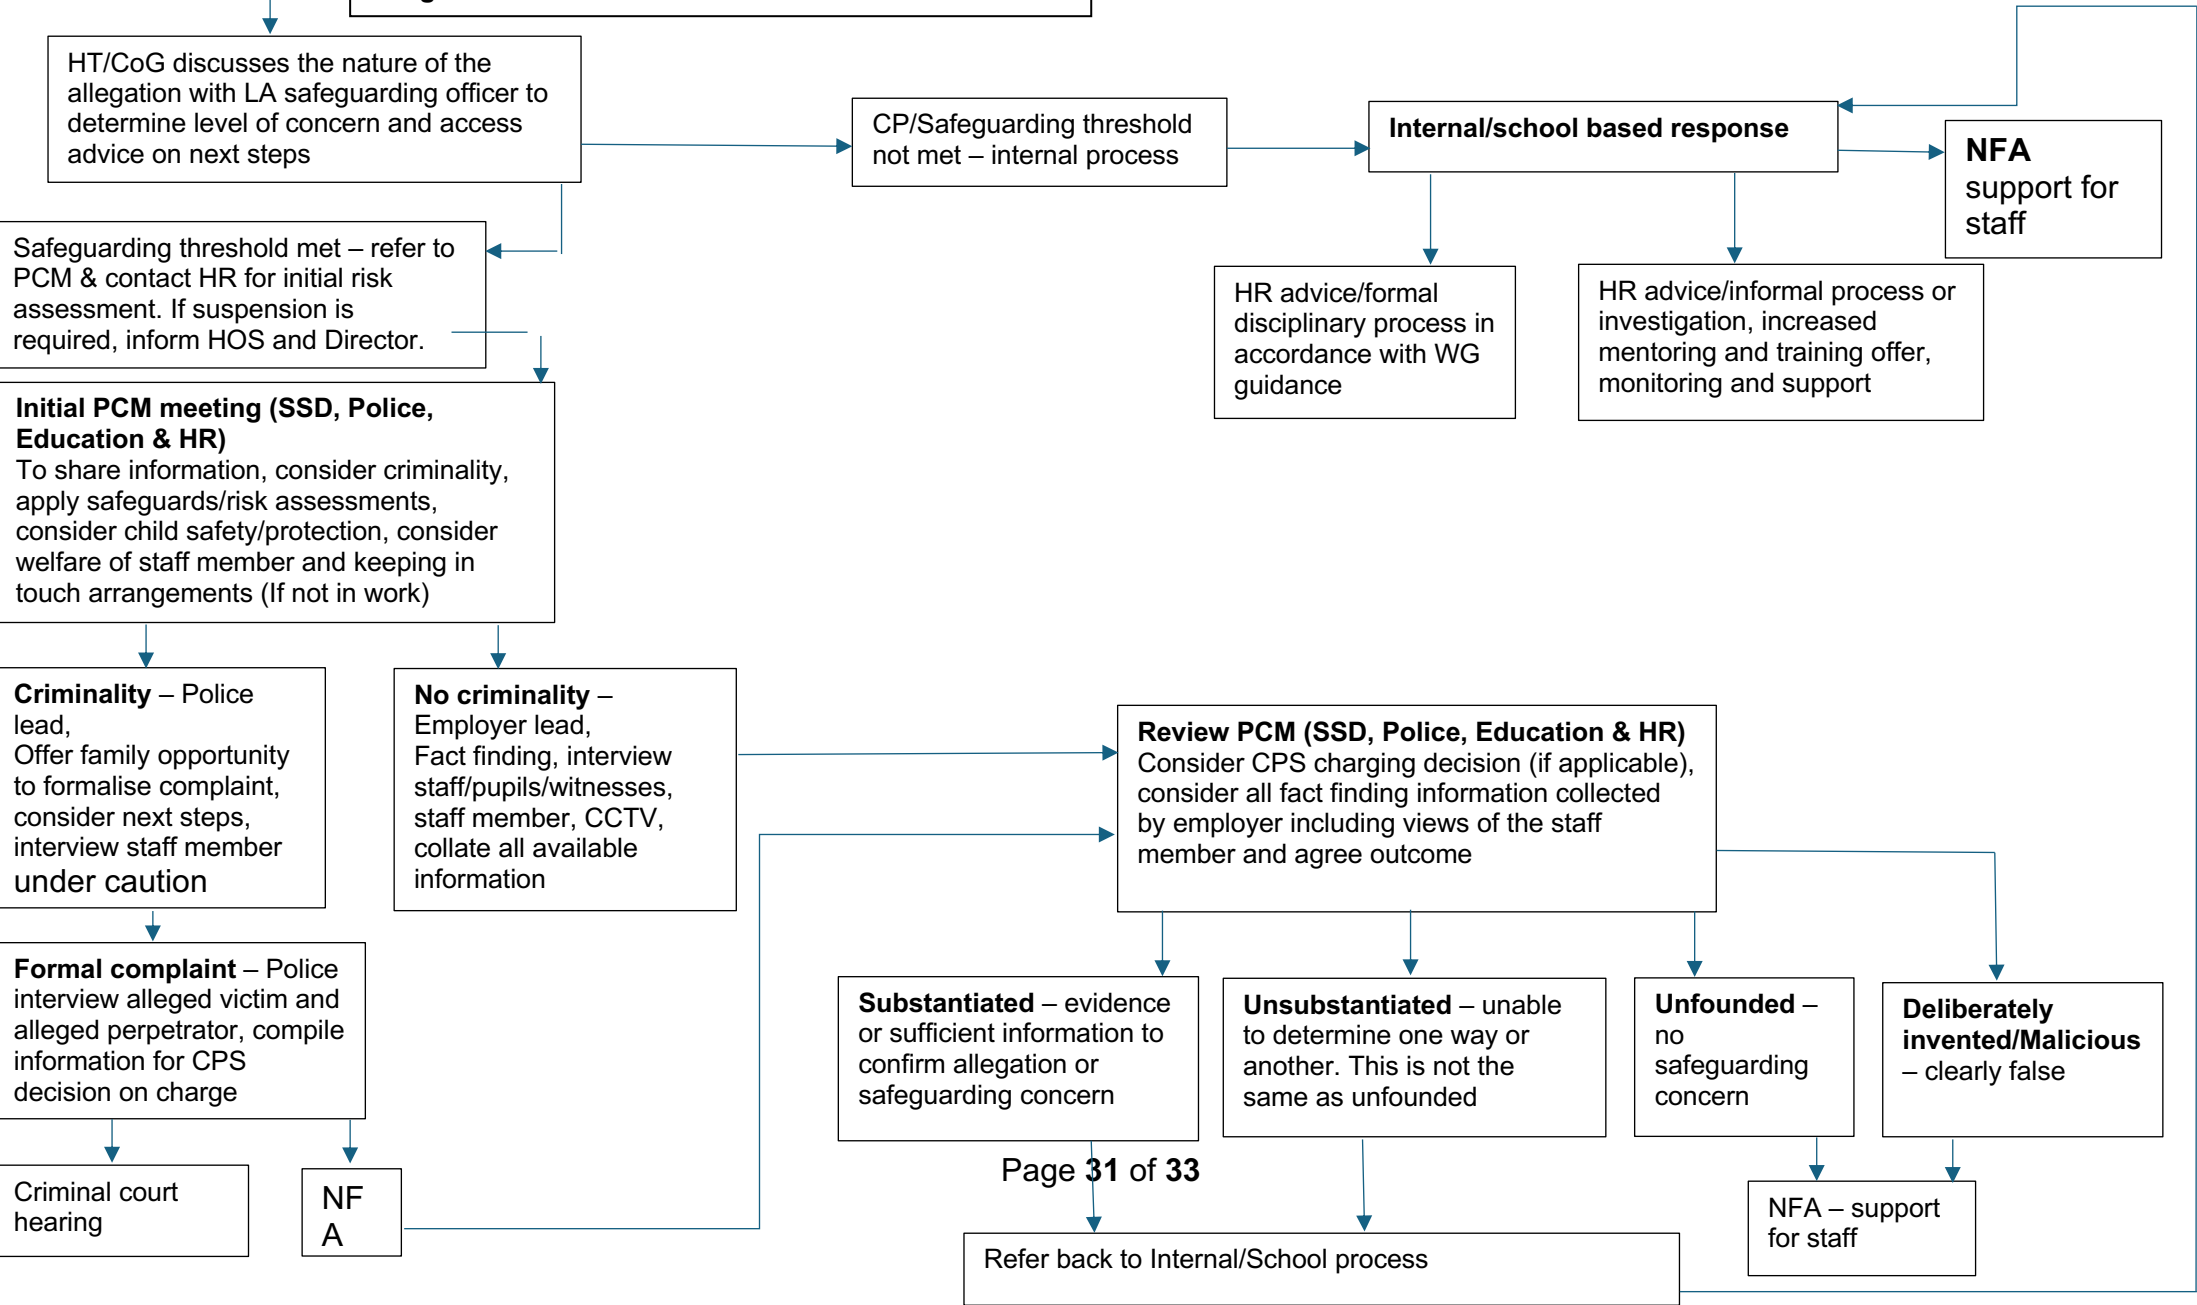 HT/CoG discusses the nature of the
allegation with LA safeguarding officer to
determine level of concern and access
advice on next steps
CP/Safeguarding threshold
not met – internal process
Internal/school based response
NFA
support for
staff
Safeguarding threshold met – refer to
PCM & contact HR for initial risk
assessment. If suspension is
required, inform HOS and Director.
HR advice/formal
disciplinary process in
accordance with WG
guidance
HR advice/informal process or
investigation, increased
mentoring and training offer,
monitoring and support
Initial PCM meeting (SSD, Police,
Education & HR)
To share information, consider criminality,
apply safeguards/risk assessments,
consider child safety/protection, consider
welfare of staff member and keeping in
touch arrangements (If not in work)
Criminality – Police
lead,
Offer family opportunity
to formalise complaint,
consider next steps,
interview staff member
under caution
No criminality –
Employer lead,
Fact finding, interview
staff/pupils/witnesses,
staff member, CCTV,
collate all available
information
Review PCM (SSD, Police, Education & HR)
Consider CPS charging decision (if applicable),
consider all fact finding information collected
by employer including views of the staff
member and agree outcome
Formal complaint – Police
interview alleged victim and
alleged perpetrator, compile
information for CPS
decision on charge
Substantiated – evidence
or sufficient information to
confirm allegation or
safeguarding concern
Unsubstantiated – unable
to determine one way or
another. This is not the
same as unfounded
Unfounded –
no
safeguarding
concern
Deliberately
invented/Malicious
– clearly false
Criminal court
hearing
NF
A
Page 31 of 33
NFA – support
for staff
Refer back to Internal/School process